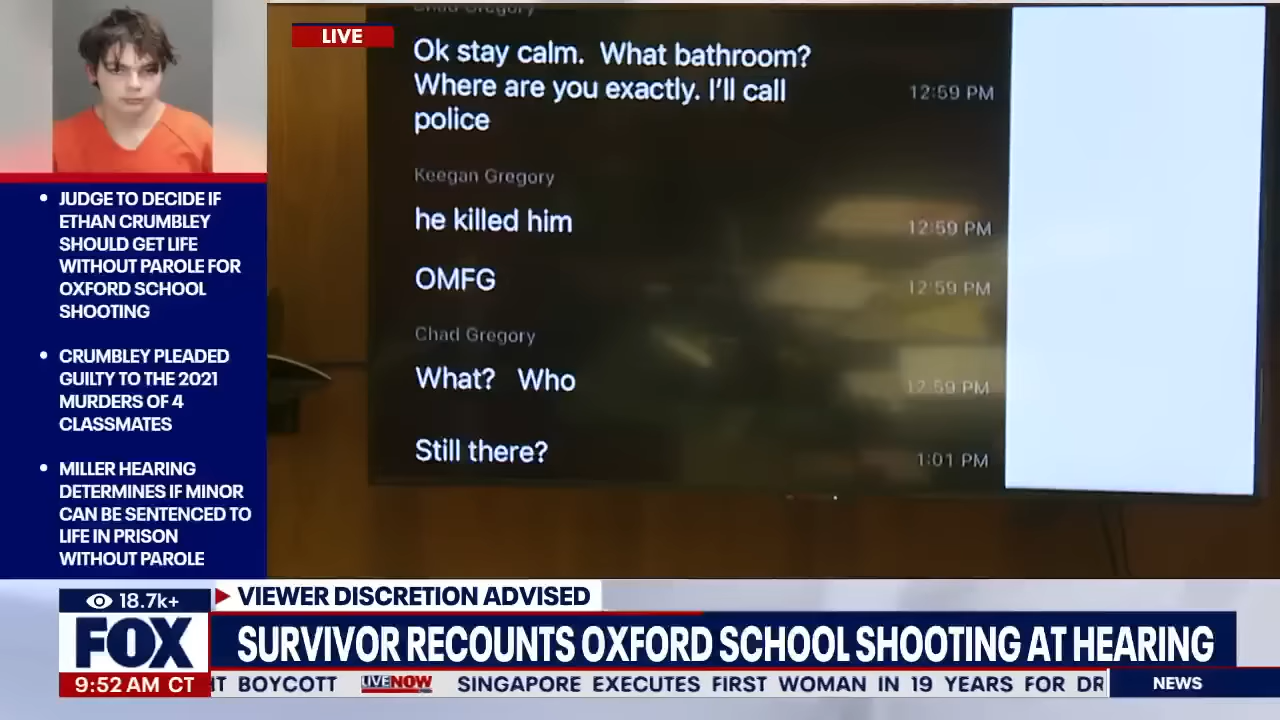 Chad Gregory
LIVE
Ok stay calm. What bathroom?
Where are you exactly. I'll call
police
12:59 PM
Keegan Gregory
he killed him
12:59 PM
OMFG
12:59 PM
Chad Gregory
What? Who
12:59 PM
Still there?
1:01 PM
• JUDGE TO DECIDE IF
ETHAN CRUMBLEY
SHOULD GET LIFE
WITHOUT PAROLE FOR
OXFORD SCHOOL
SHOOTING
• CRUMBLEY PLEADED
GUILTY TO THE 2021
MURDERS OF 4
CLASSMATES
• MILLER HEARING
DETERMINES IF MINOR
CAN BE SENTENCED TO
LIFE IN PRISON
WITHOUT PAROLE
18.7k+
VIEWER DISCRETION ADVISED
FOX
SURVIVOR RECOUNTS OXFORD SCHOOL SHOOTING AT HEARING
9:52 AM CT
BOYCOTT LIVENOW SINGAPORE EXECUTES FIRST WOMAN IN 19 YEARS FOR
NEWS